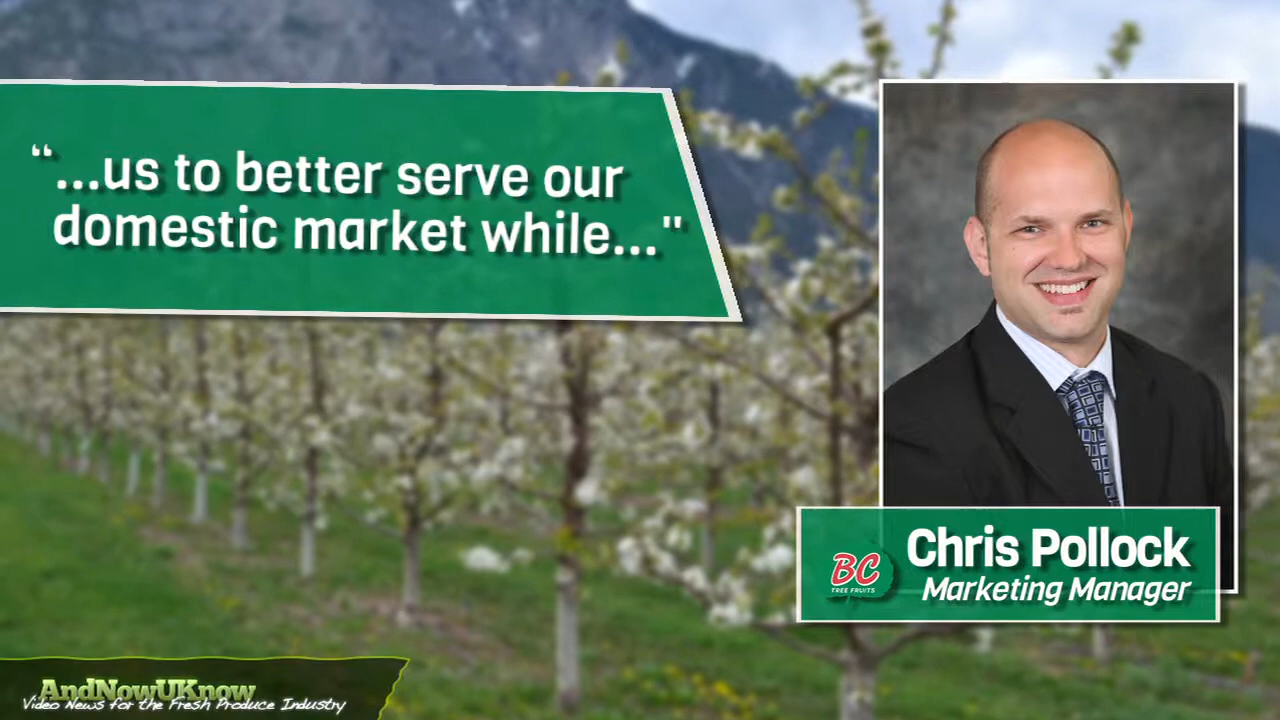 “...us to better serve our
domestic market while..."
BC
TREE FRUITS
Chris Pollock
Marketing Manager
AndNowUKnow
Video News for the Fresh Produce Industry